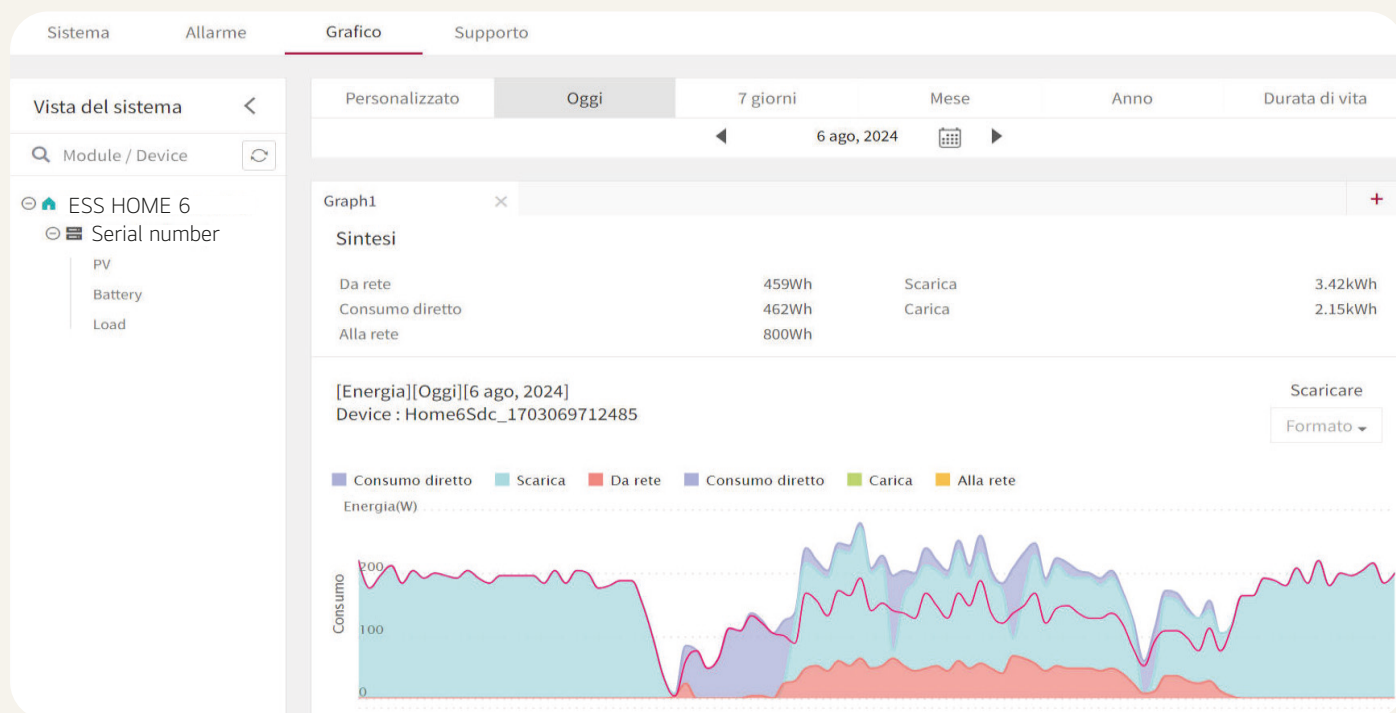 Sistema Allarme Grafico Supporto
Vista del sistema
Module / Device
ESS HOME 6
Serial number
PV
Battery
Load
Personalizzato Oggi 7 giorni Mese Anno Durata di vita
6 ago, 2024
Graph1
Sintesi
Da rete 459Wh Scarica 3.42kWh
Consumo diretto 462Wh Carica 2.15kWh
Alla rete 800Wh
[Energia][Oggi][6 ago, 2024]
Device : Home6Sdc_1703069712485
Scaricare
Formato
Consumo diretto Scarica Da rete Consumo diretto Carica Alla rete
Energia(W)
Consumo
200
100
0